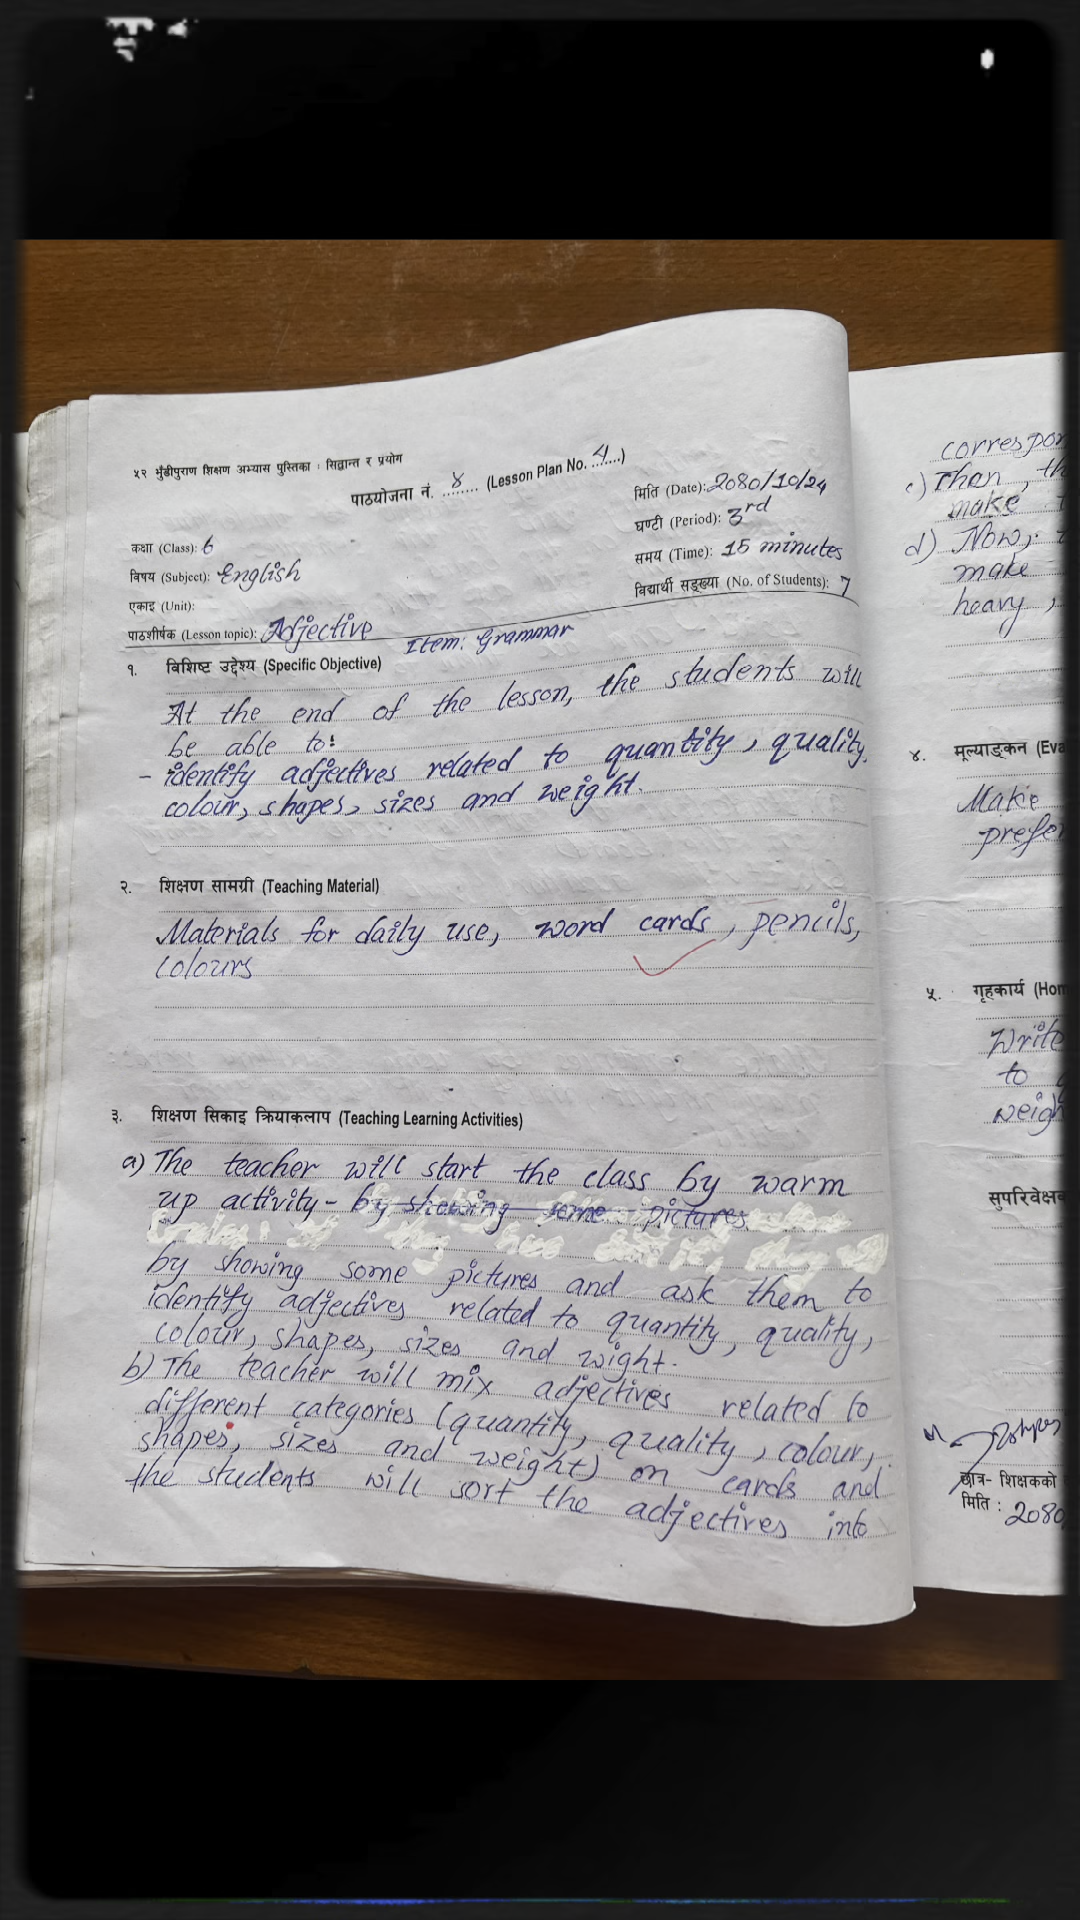 ५२ भुँडीपुराण शिक्षण अभ्यास पुस्तिका : सिद्धान्त र प्रयोग
पाठयोजना नं. ४ (Lesson Plan No. 4)
मिति (Date): 2080/10/24
घण्टी (Period): 3rd
कक्षा (Class): 6
समय (Time): 15 minutes
विषय (Subject): English
विद्यार्थी सङ्ख्या (No. of Students): 7
एकाइ (Unit):
पाठशीर्षक (Lesson topic): Adjective Item: Grammar
१. विशिष्ट उद्देश्य (Specific Objective)
At the end of the lesson, the students will
be able to:
- identify adjectives related to quantity, quality,
colour, shapes, sizes and weight.
२. शिक्षण सामग्री (Teaching Material)
Materials for daily use, word cards, pencils,
colours
३. शिक्षण सिकाइ क्रियाकलाप (Teaching Learning Activities)
a) The teacher will start the class by warm
up activity - by showing some pictures
by showing some pictures and ask them to
identify adjectives related to quantity, quality,
colour, shapes, sizes and wight.
b) The teacher will mix adjectives related to
different categories (quantity, quality, colour,
shapes, sizes and weight) on cards and
the students will sort the adjectives into
c) Then, th
make
d) Now,
make
heavy,
४. मूल्याङ्कन (Eva
Make
prefe
५. गृहकार्य (Hom
Write
to
weigh
सुपरिवेक्षक
छात्र- शिक्षकको
मिति : 2080